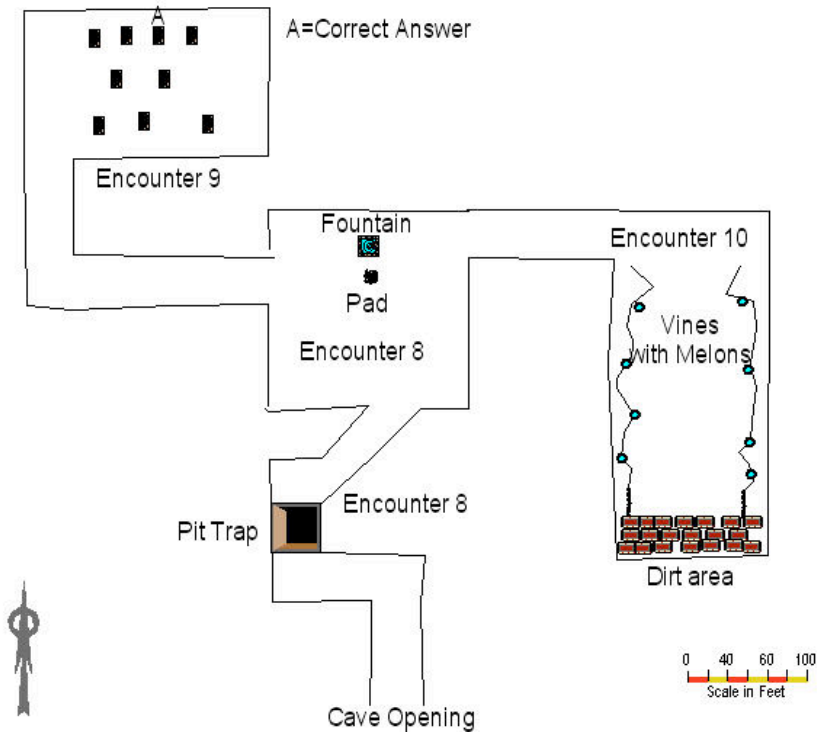 A
A=Correct Answer
Encounter 9
Fountain
Encounter 10
Pad
Vines
with Melons
Encounter 8
Encounter 8
Pit Trap
Dirt area
0 40 60 100
Scale in Feet
Cave Opening